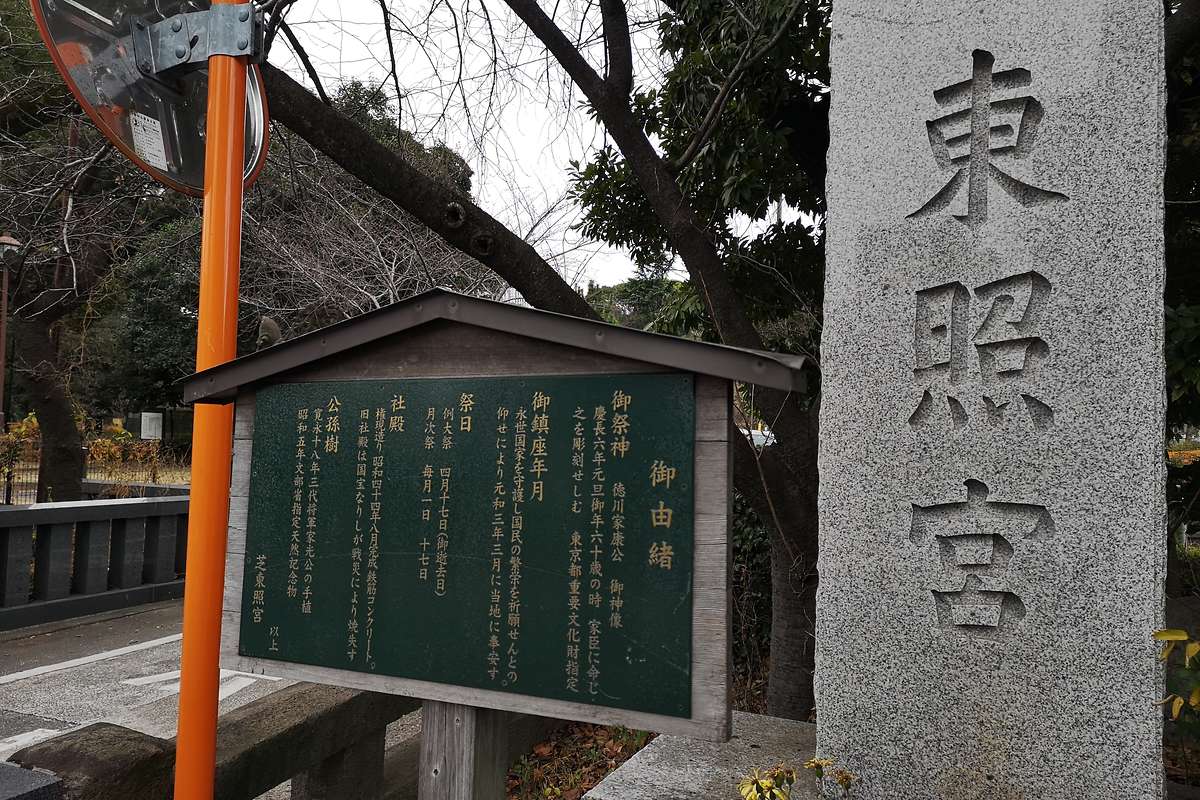 東照宮
御由緒
御祭神 徳川家康公 御神像
慶長六年元旦御年六十歳の時 家臣に命じ
之を彫刻せしむ 東京都重要文化財指定
御鎮座年月
永世国家を守護し国民の繁栄を祈願せんとの
仰せにより元和三年三月に当地に奉安す。
祭日
例大祭 四月十七日(御逝去日)
月次祭 毎月一日 十七日
社殿
権現造り 昭和四十四年八月完成 鉄筋コンクリート。
旧社殿は国宝なりしが戦災により焼失す
公孫樹
寛永十八年三代将軍家光公の手植
昭和五年文部省指定天然記念物
芝東照宮
以上